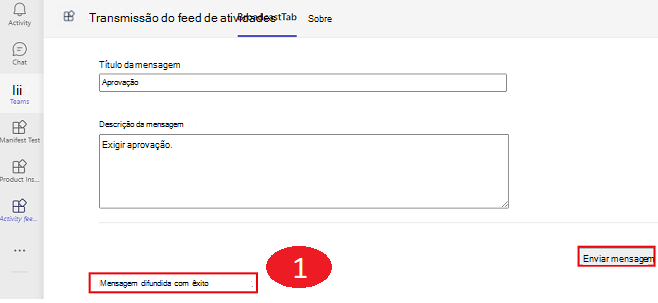 Activity
Chat
Teams
Manifest Test
Product Ins...
Activity fee...
...
Transmissão do feed de atividades BroadcastTab Sobre
Título da mensagem
Aprovação
Descrição da mensagem
Exigir aprovação.
Enviar mensagem
1
Mensagem difundida com êxito .